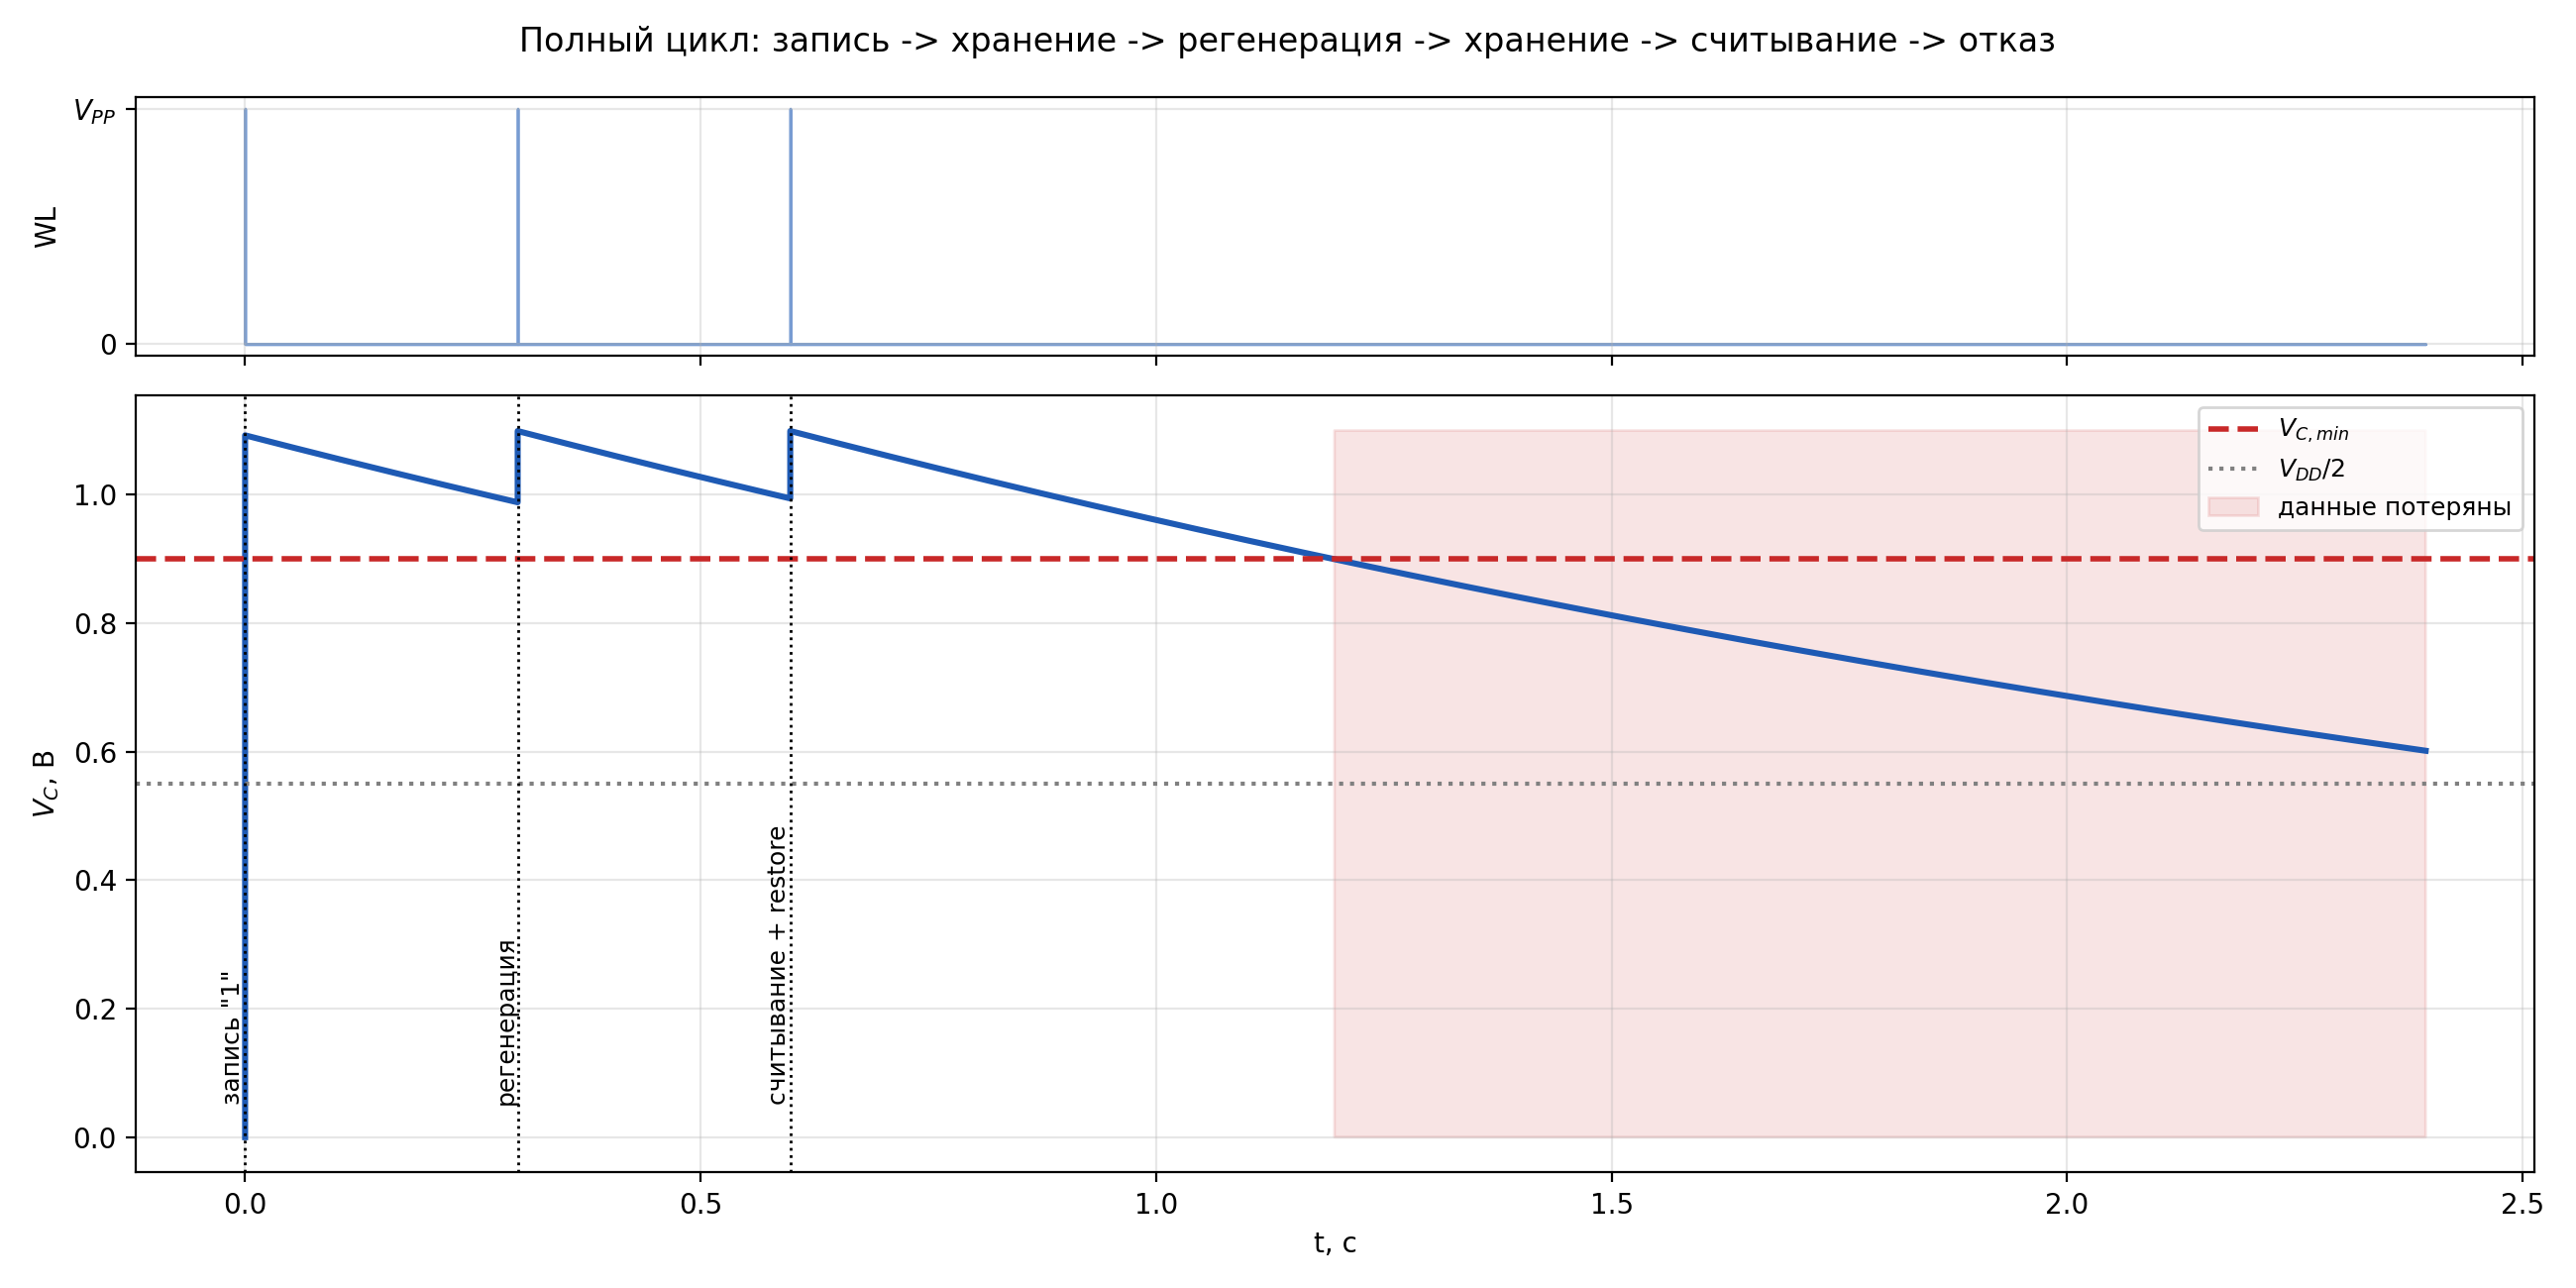 Полный цикл: запись -> хранение -> регенерация -> хранение -> считывание -> отказ
V_PP
WL
0
V_C,min
V_DD/2
данные потеряны
1.0
0.8
0.6
0.4
0.2
0.0
V_C, В
запись "1"
регенерация
считывание + restore
0.0 0.5 1.0 1.5 2.0 2.5
t, с